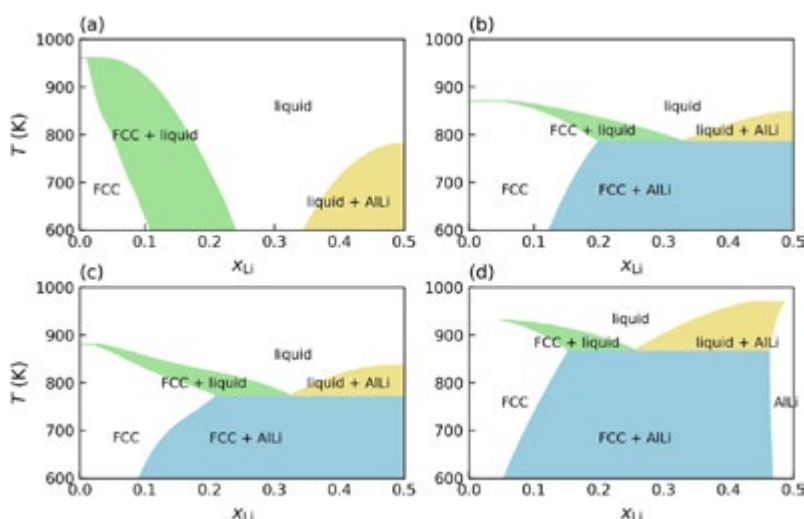 (a)
1000
900
800
700
600
T (K)
liquid
FCC + liquid
FCC
liquid + AlLi
0.0 0.1 0.2 0.3 0.4 0.5
xLi
(b)
1000
900
800
700
600
liquid
FCC + liquid
liquid + AlLi
FCC
FCC + AlLi
0.0 0.1 0.2 0.3 0.4 0.5
xLi
(c)
1000
900
800
700
600
T (K)
liquid
FCC + liquid
liquid + AlLi
FCC
FCC + AlLi
0.0 0.1 0.2 0.3 0.4 0.5
xLi
(d)
1000
900
800
700
600
liquid
FCC + liquid
liquid + AlLi
FCC
AlLi
FCC + AlLi
0.0 0.1 0.2 0.3 0.4 0.5
xLi